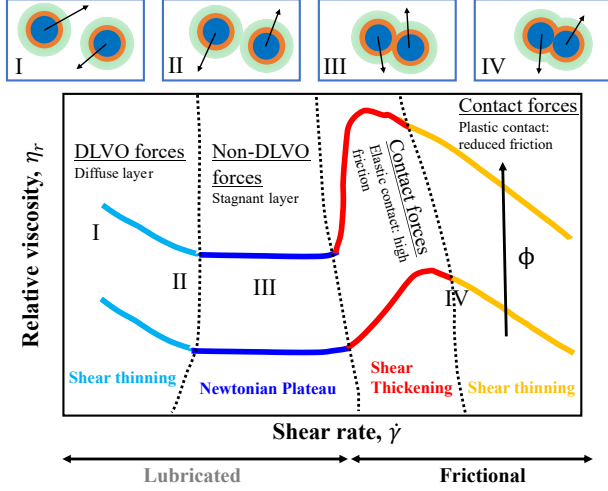 I
II
III
IV
Relative viscosity, ηr
DLVO forces
Diffuse layer
Non-DLVO
forces
Stagnant layer
Contact forces
Elastic contact: high
friction
Contact forces
Plastic contact:
reduced friction
I
II
III
IV
ϕ
Shear thinning
Newtonian Plateau
Shear
Thickening
Shear thinning
Shear rate, γ̇
Lubricated
Frictional